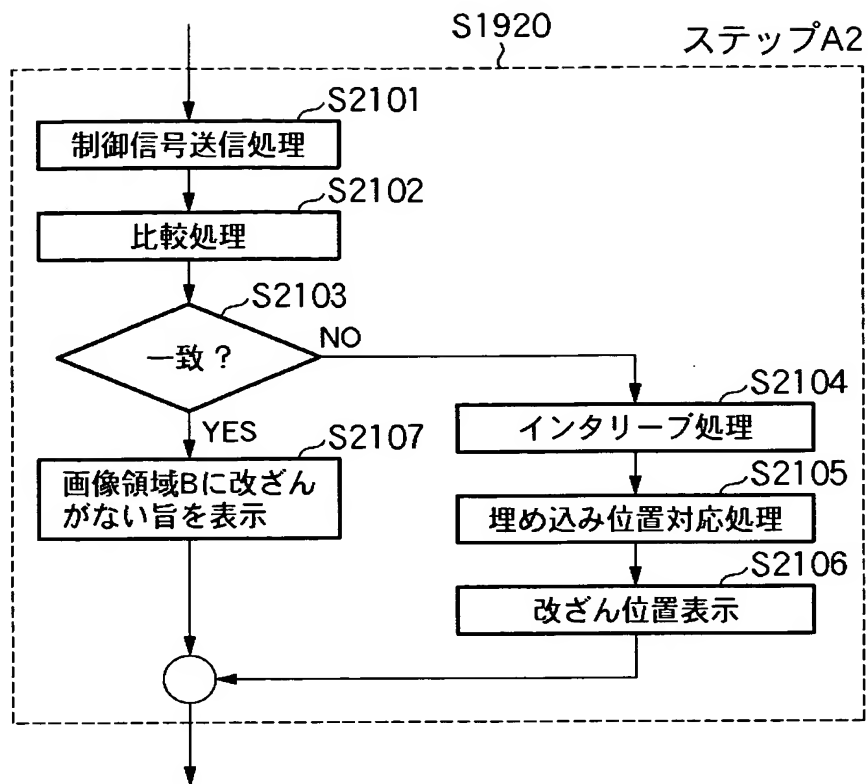 S1920
ステップA2
S2101
制御信号送信処理
S2102
比較処理
S2103
一致？
NO
YES
S2104
インタリーブ処理
S2105
埋め込み位置対応処理
S2106
改ざん位置表示
S2107
画像領域Bに改ざん
がない旨を表示